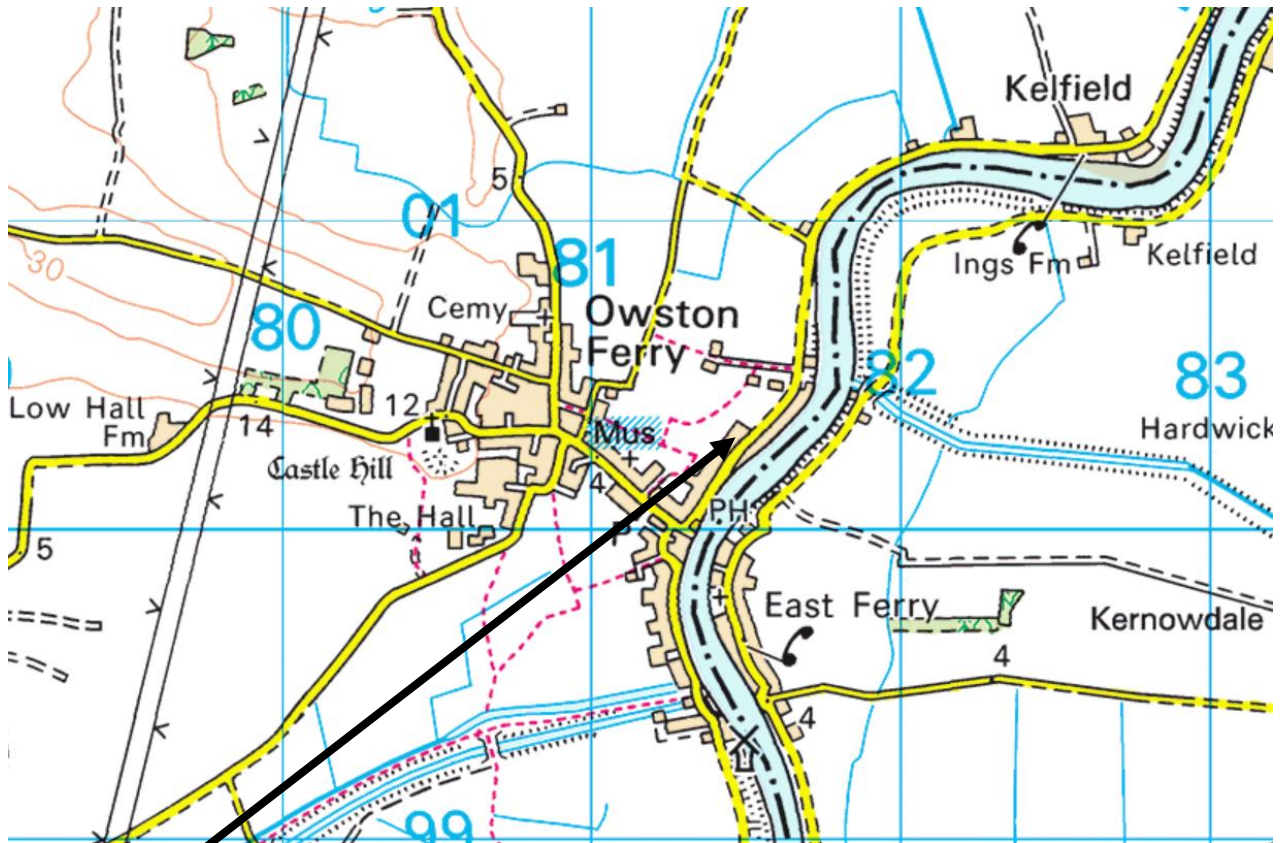 Kelfield
5
01
81
30
Ings Fm
Kelfield
Cemy
Owston
Ferry
80
82
83
Low Hall
Fm
12
14
Mus
Hardwick
Castle Hill
4
The Hall
PH
P
5
East Ferry
Kernowdale
4
4
99